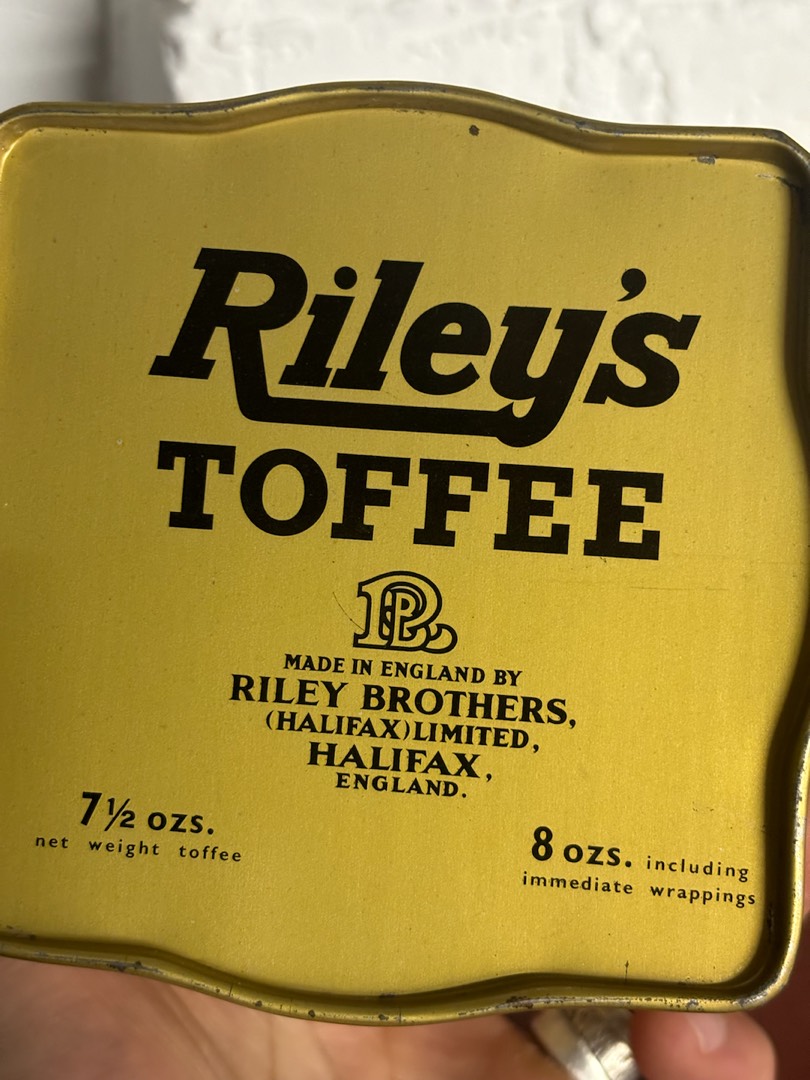 Riley's
TOFFEE
MADE IN ENGLAND BY
RILEY BROTHERS,
(HALIFAX) LIMITED,
HALIFAX,
ENGLAND.
7½ OZS.
net weight toffee
8 OZS. including
immediate wrappings